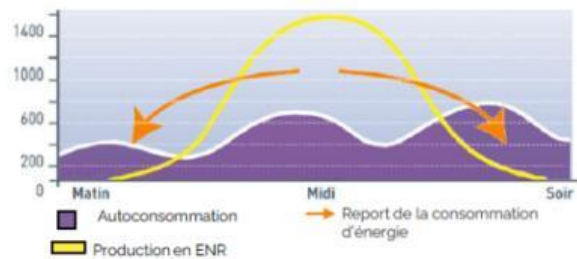 1400
1000
600
200
0
Matin
Midi
Soir
Autoconsommation
Report de la consommation
d'énergie
Production en ENR